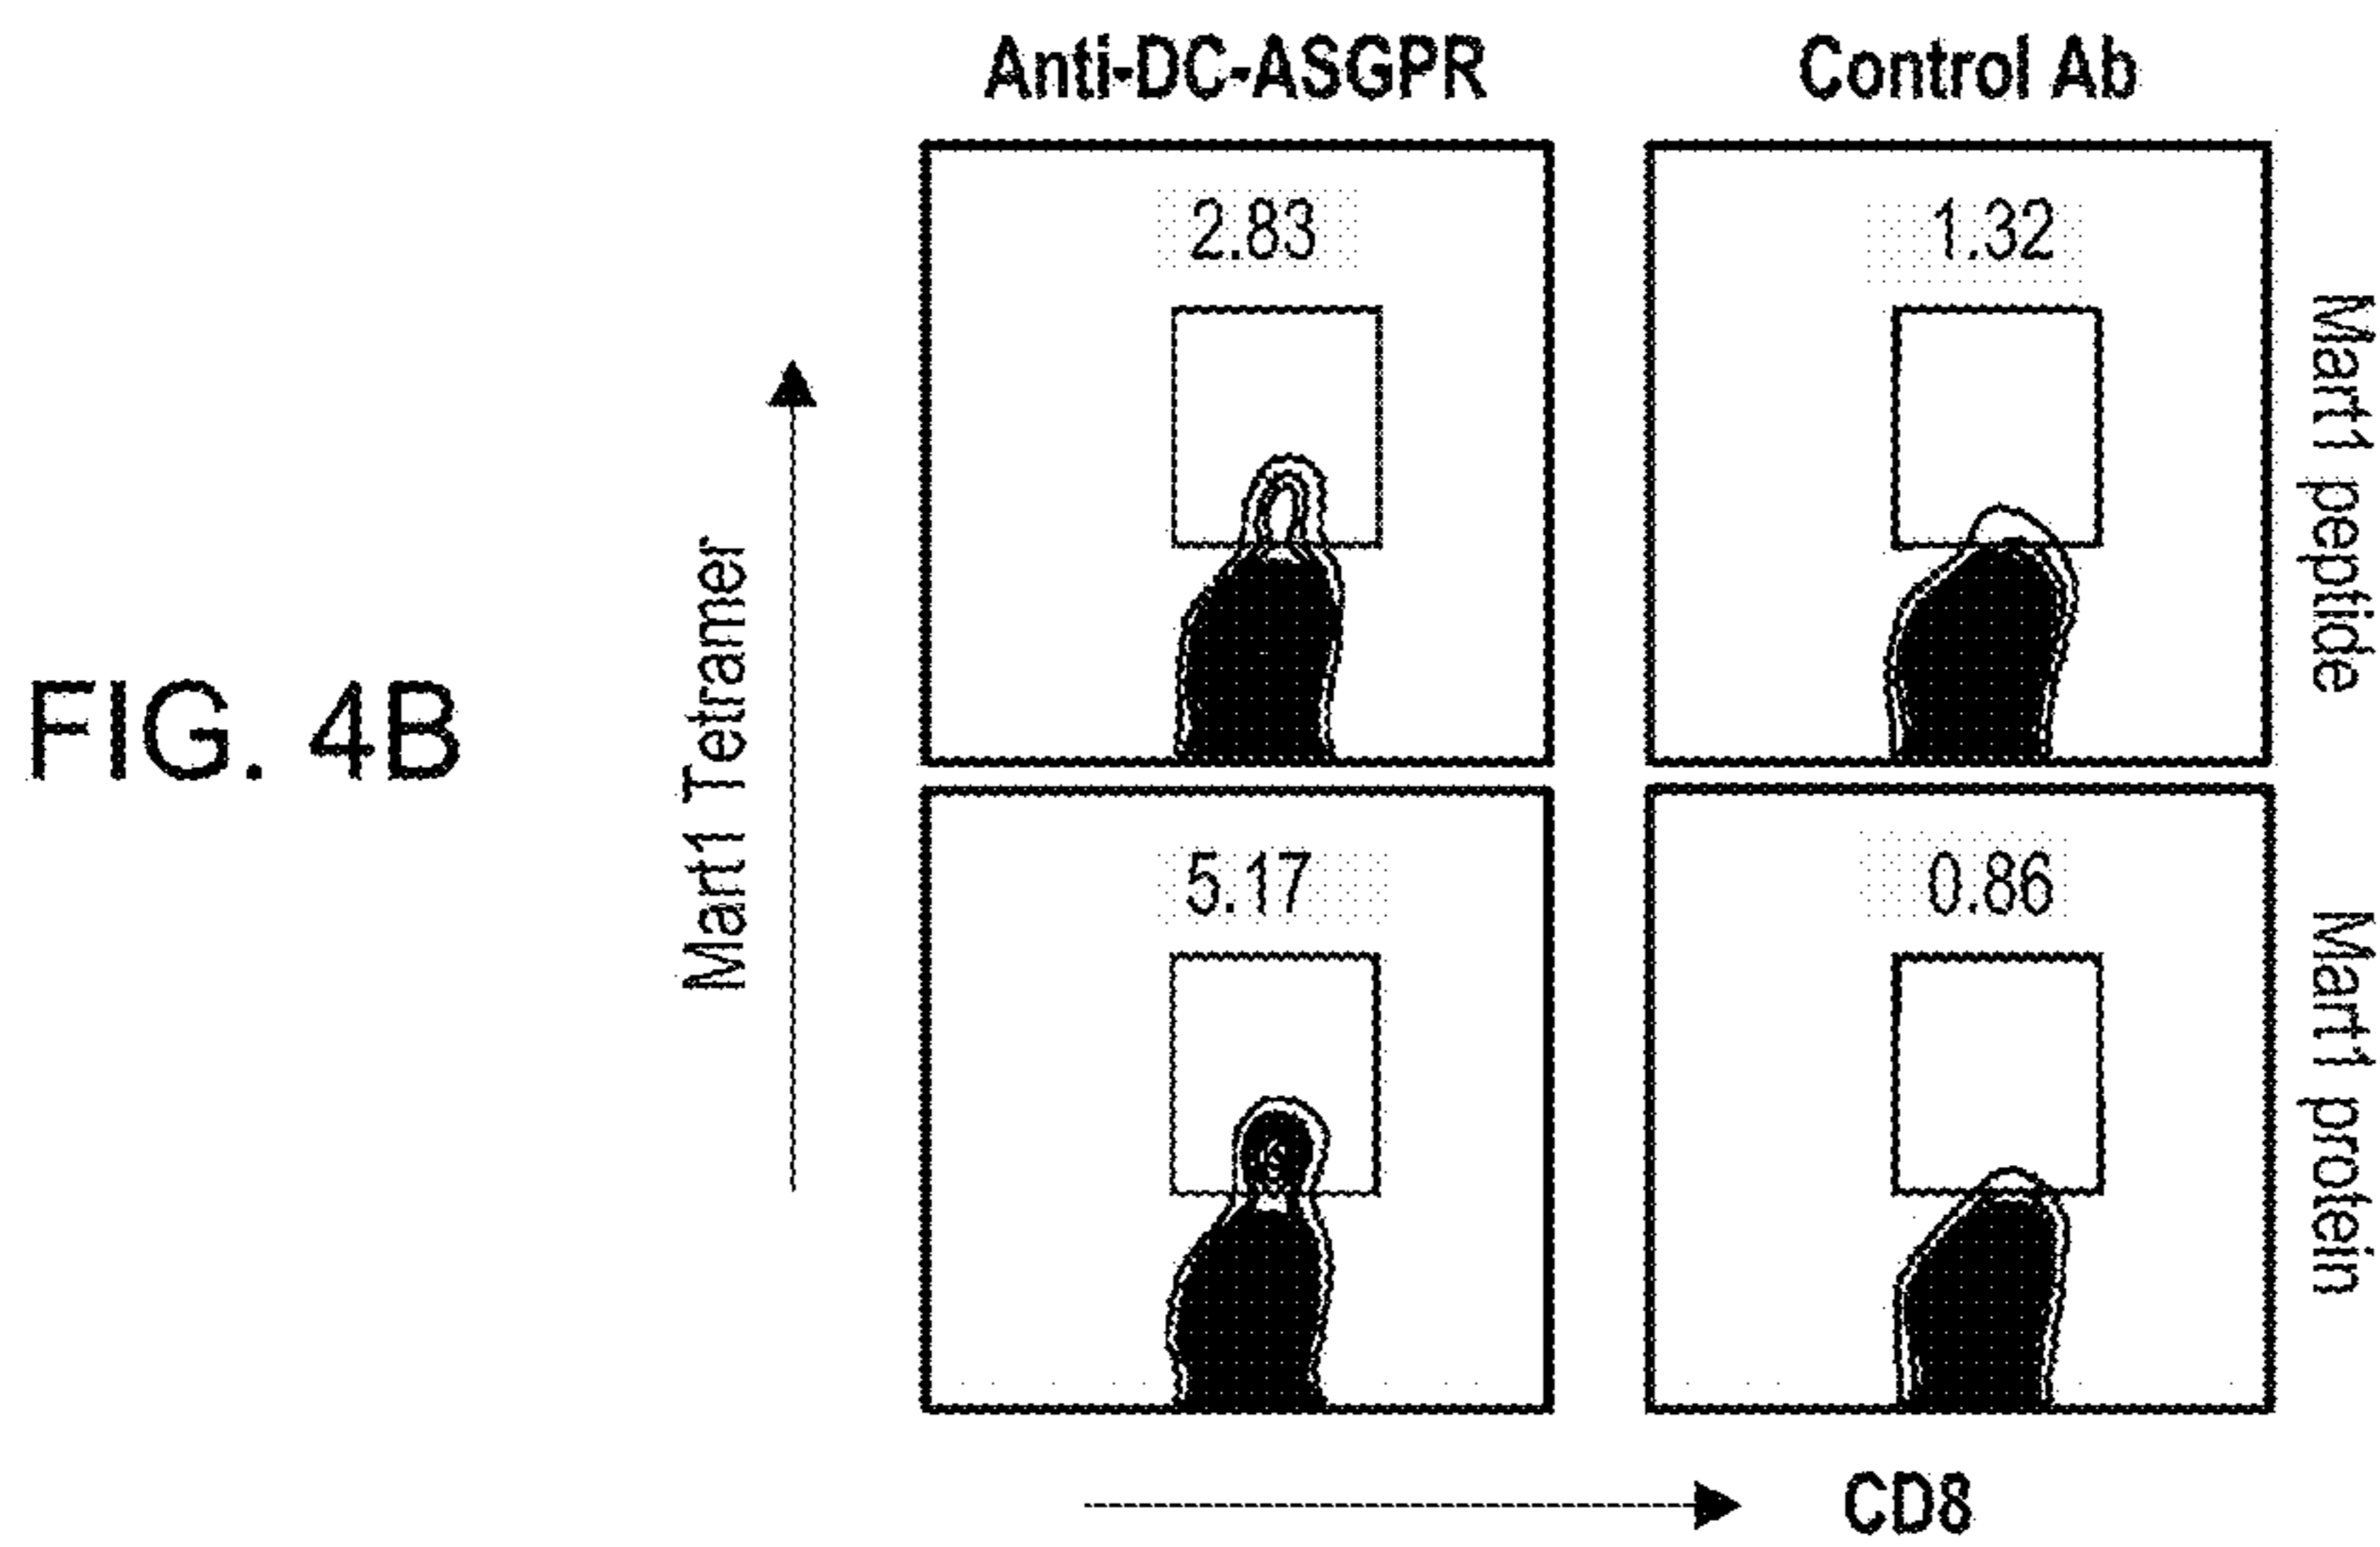 Anti-DC-ASGPR
Control Ab
2.83
1.32
Mart1 peptide
FIG. 4B
Mart1 Tetramer
5.17
0.86
Mart1 protein
CD8